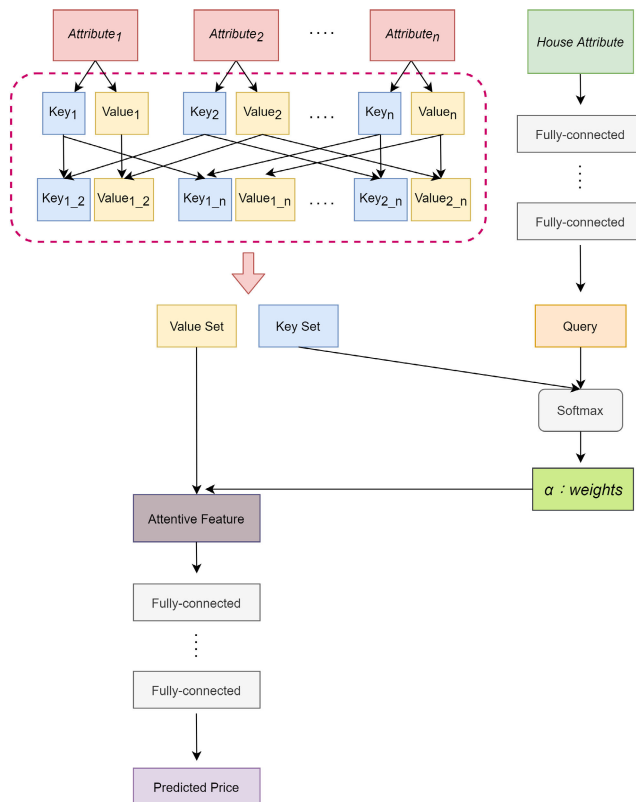 Attribute1 Attribute2 .... Attributen House Attribute
Key1 Value1 Key2 Value2 .... Keyn Valuen Fully-connected
Key1_2 Value1_2 Key1_n Value1_n .... Key2_n Value2_n Fully-connected
Value Set Key Set Query
Softmax
α：weights
Attentive Feature
Fully-connected
Fully-connected
Predicted Price